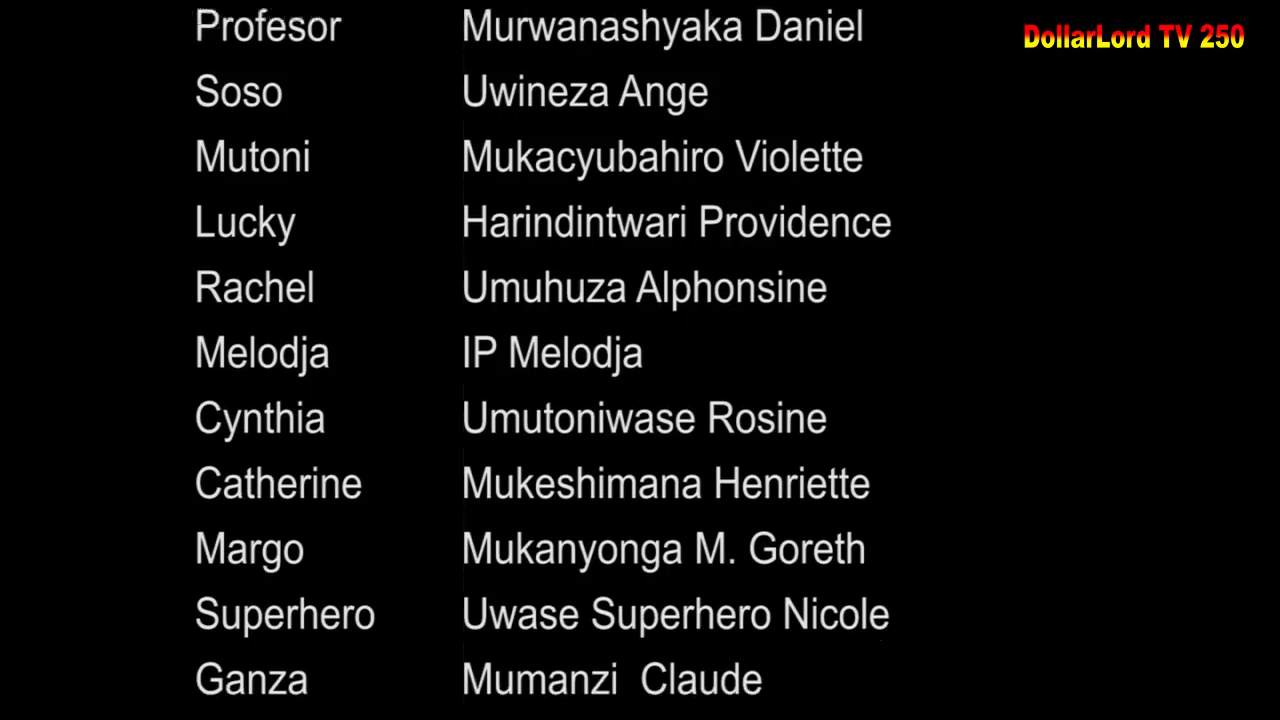 Profesor Murwanashyaka Daniel
DollarLord TV 250
Soso Uwineza Ange
Mutoni Mukacyubahiro Violette
Lucky Harindintwari Providence
Rachel Umuhuza Alphonsine
Melodja IP Melodja
Cynthia Umutoniwase Rosine
Catherine Mukeshimana Henriette
Margo Mukanyonga M. Goreth
Superhero Uwase Superhero Nicole
Ganza Mumanzi Claude